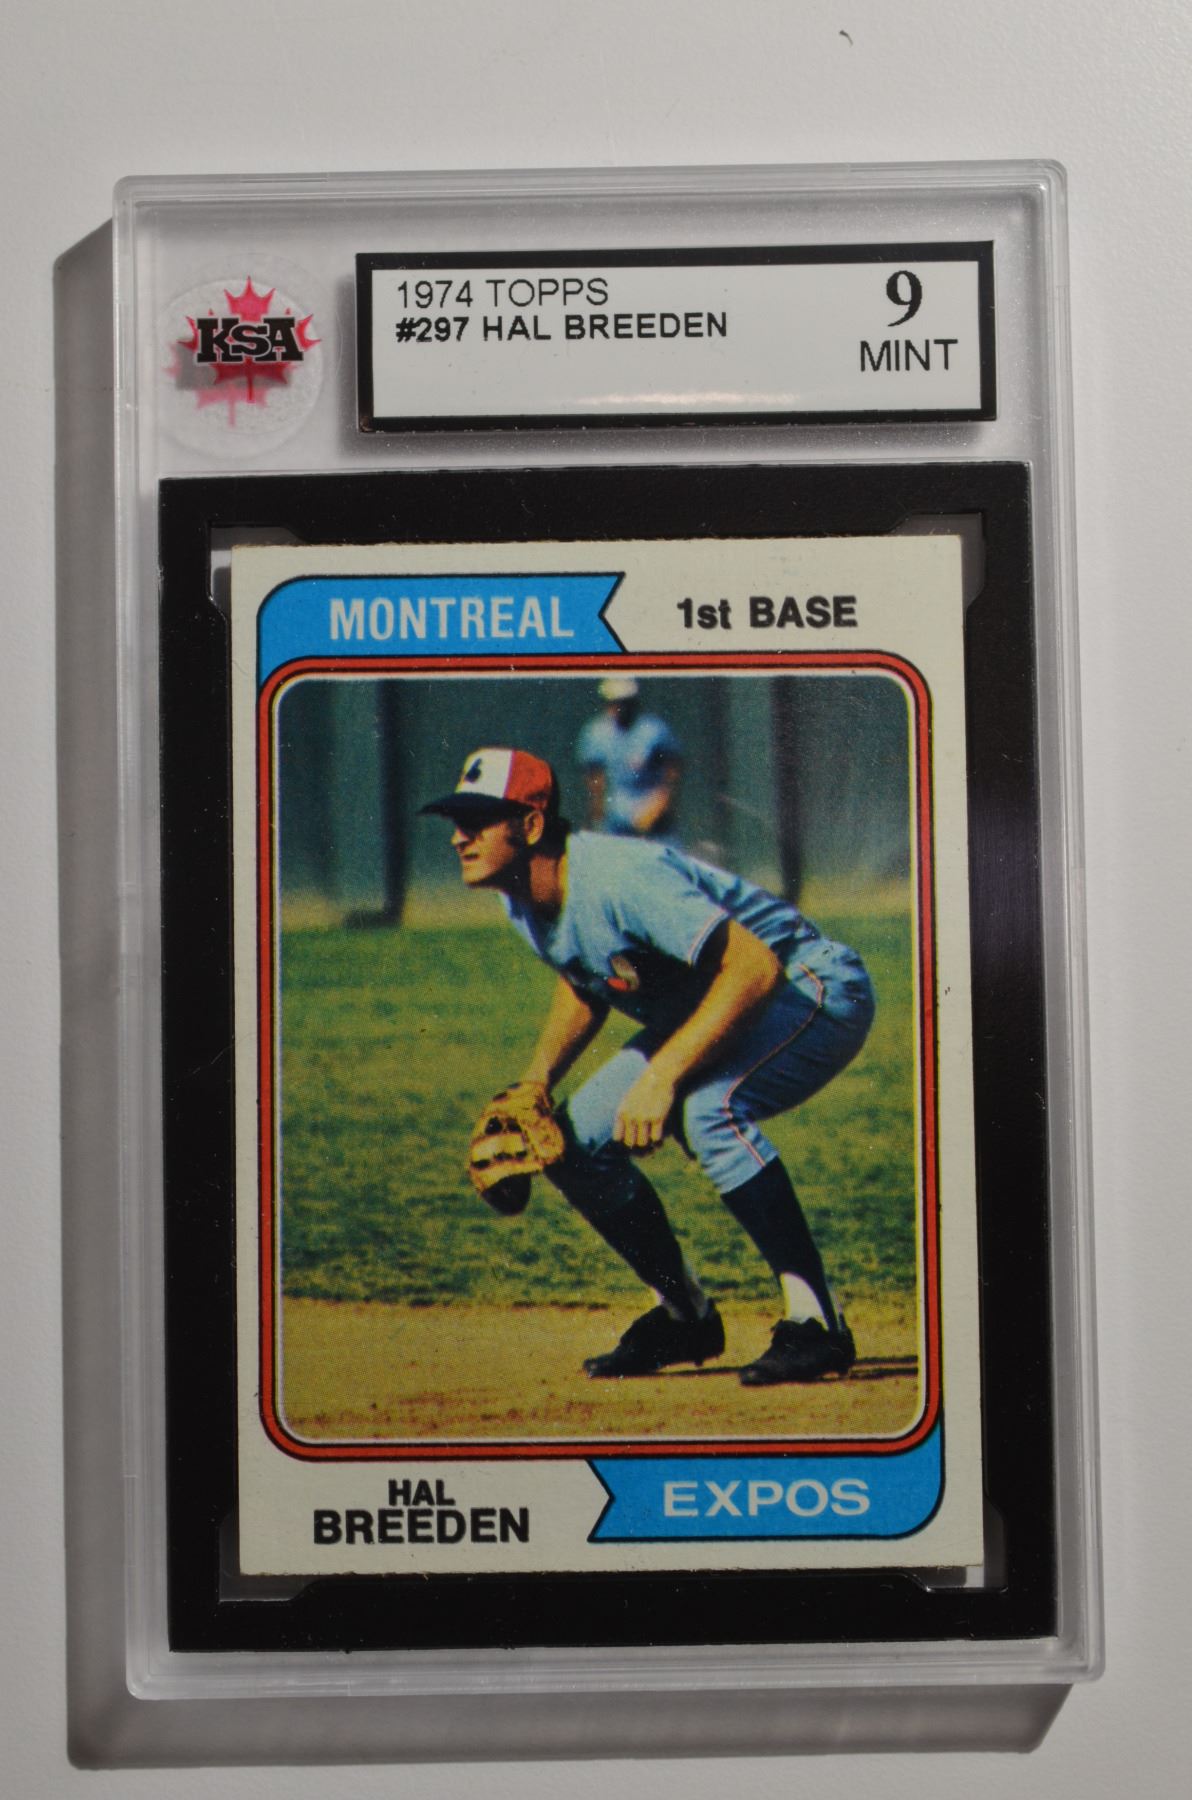 KSA
1974 TOPPS
#297 HAL BREEDEN
9
MINT
MONTREAL
1st BASE
HAL
BREEDEN
EXPOS